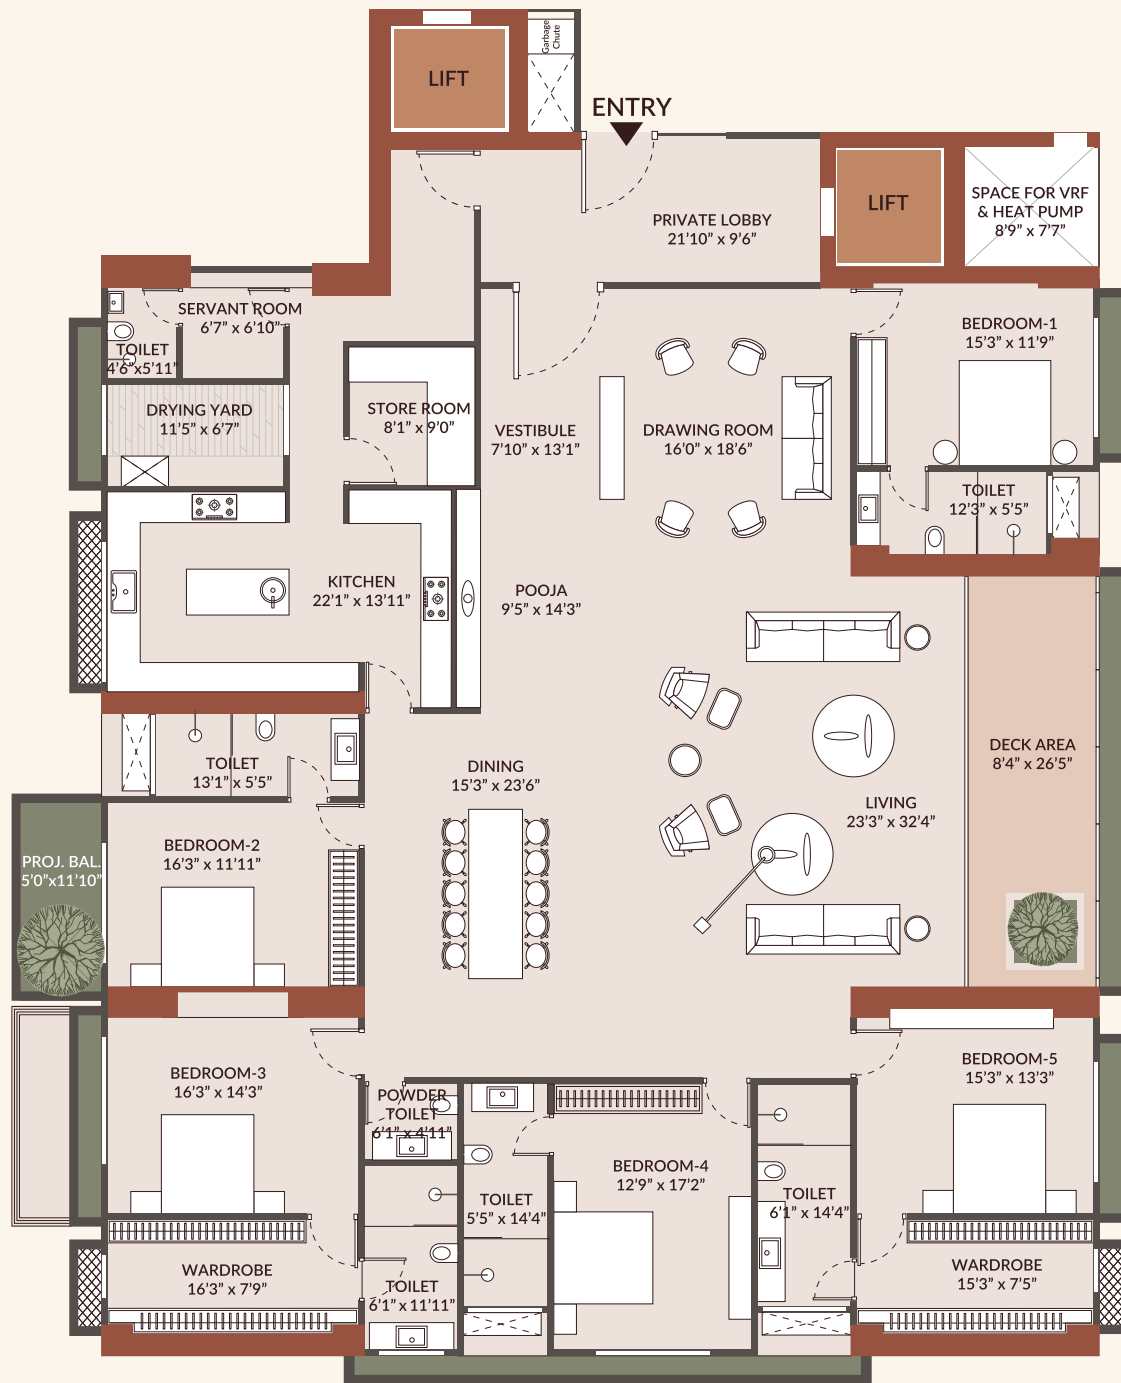 Garbage
Chute
LIFT
ENTRY
PRIVATE LOBBY
21'10" x 9'6"
LIFT
SPACE FOR VRF
& HEAT PUMP
8'9" x 7'7"
SERVANT ROOM
6'7" x 6'10"
TOILET
4'6"x5'11"
BEDROOM-1
15'3" x 11'9"
DRYING YARD
11'5" x 6'7"
STORE ROOM
8'1" x 9'0"
VESTIBULE
7'10" x 13'1"
DRAWING ROOM
16'0" x 18'6"
TOILET
12'3" x 5'5"
KITCHEN
22'1" x 13'11"
POOJA
9'5" x 14'3"
TOILET
13'1" x 5'5"
DINING
15'3" x 23'6"
DECK AREA
8'4" x 26'5"
LIVING
23'3" x 32'4"
BEDROOM-2
16'3" x 11'11"
PROJ. BAL.
5'0"x11'10"
BEDROOM-3
16'3" x 14'3"
POWDER
TOILET
6'1" x 4'11"
BEDROOM-5
15'3" x 13'3"
BEDROOM-4
12'9" x 17'2"
TOILET
5'5" x 14'4"
TOILET
6'1" x 14'4"
WARDROBE
16'3" x 7'9"
TOILET
6'1" x 11'11"
WARDROBE
15'3" x 7'5"